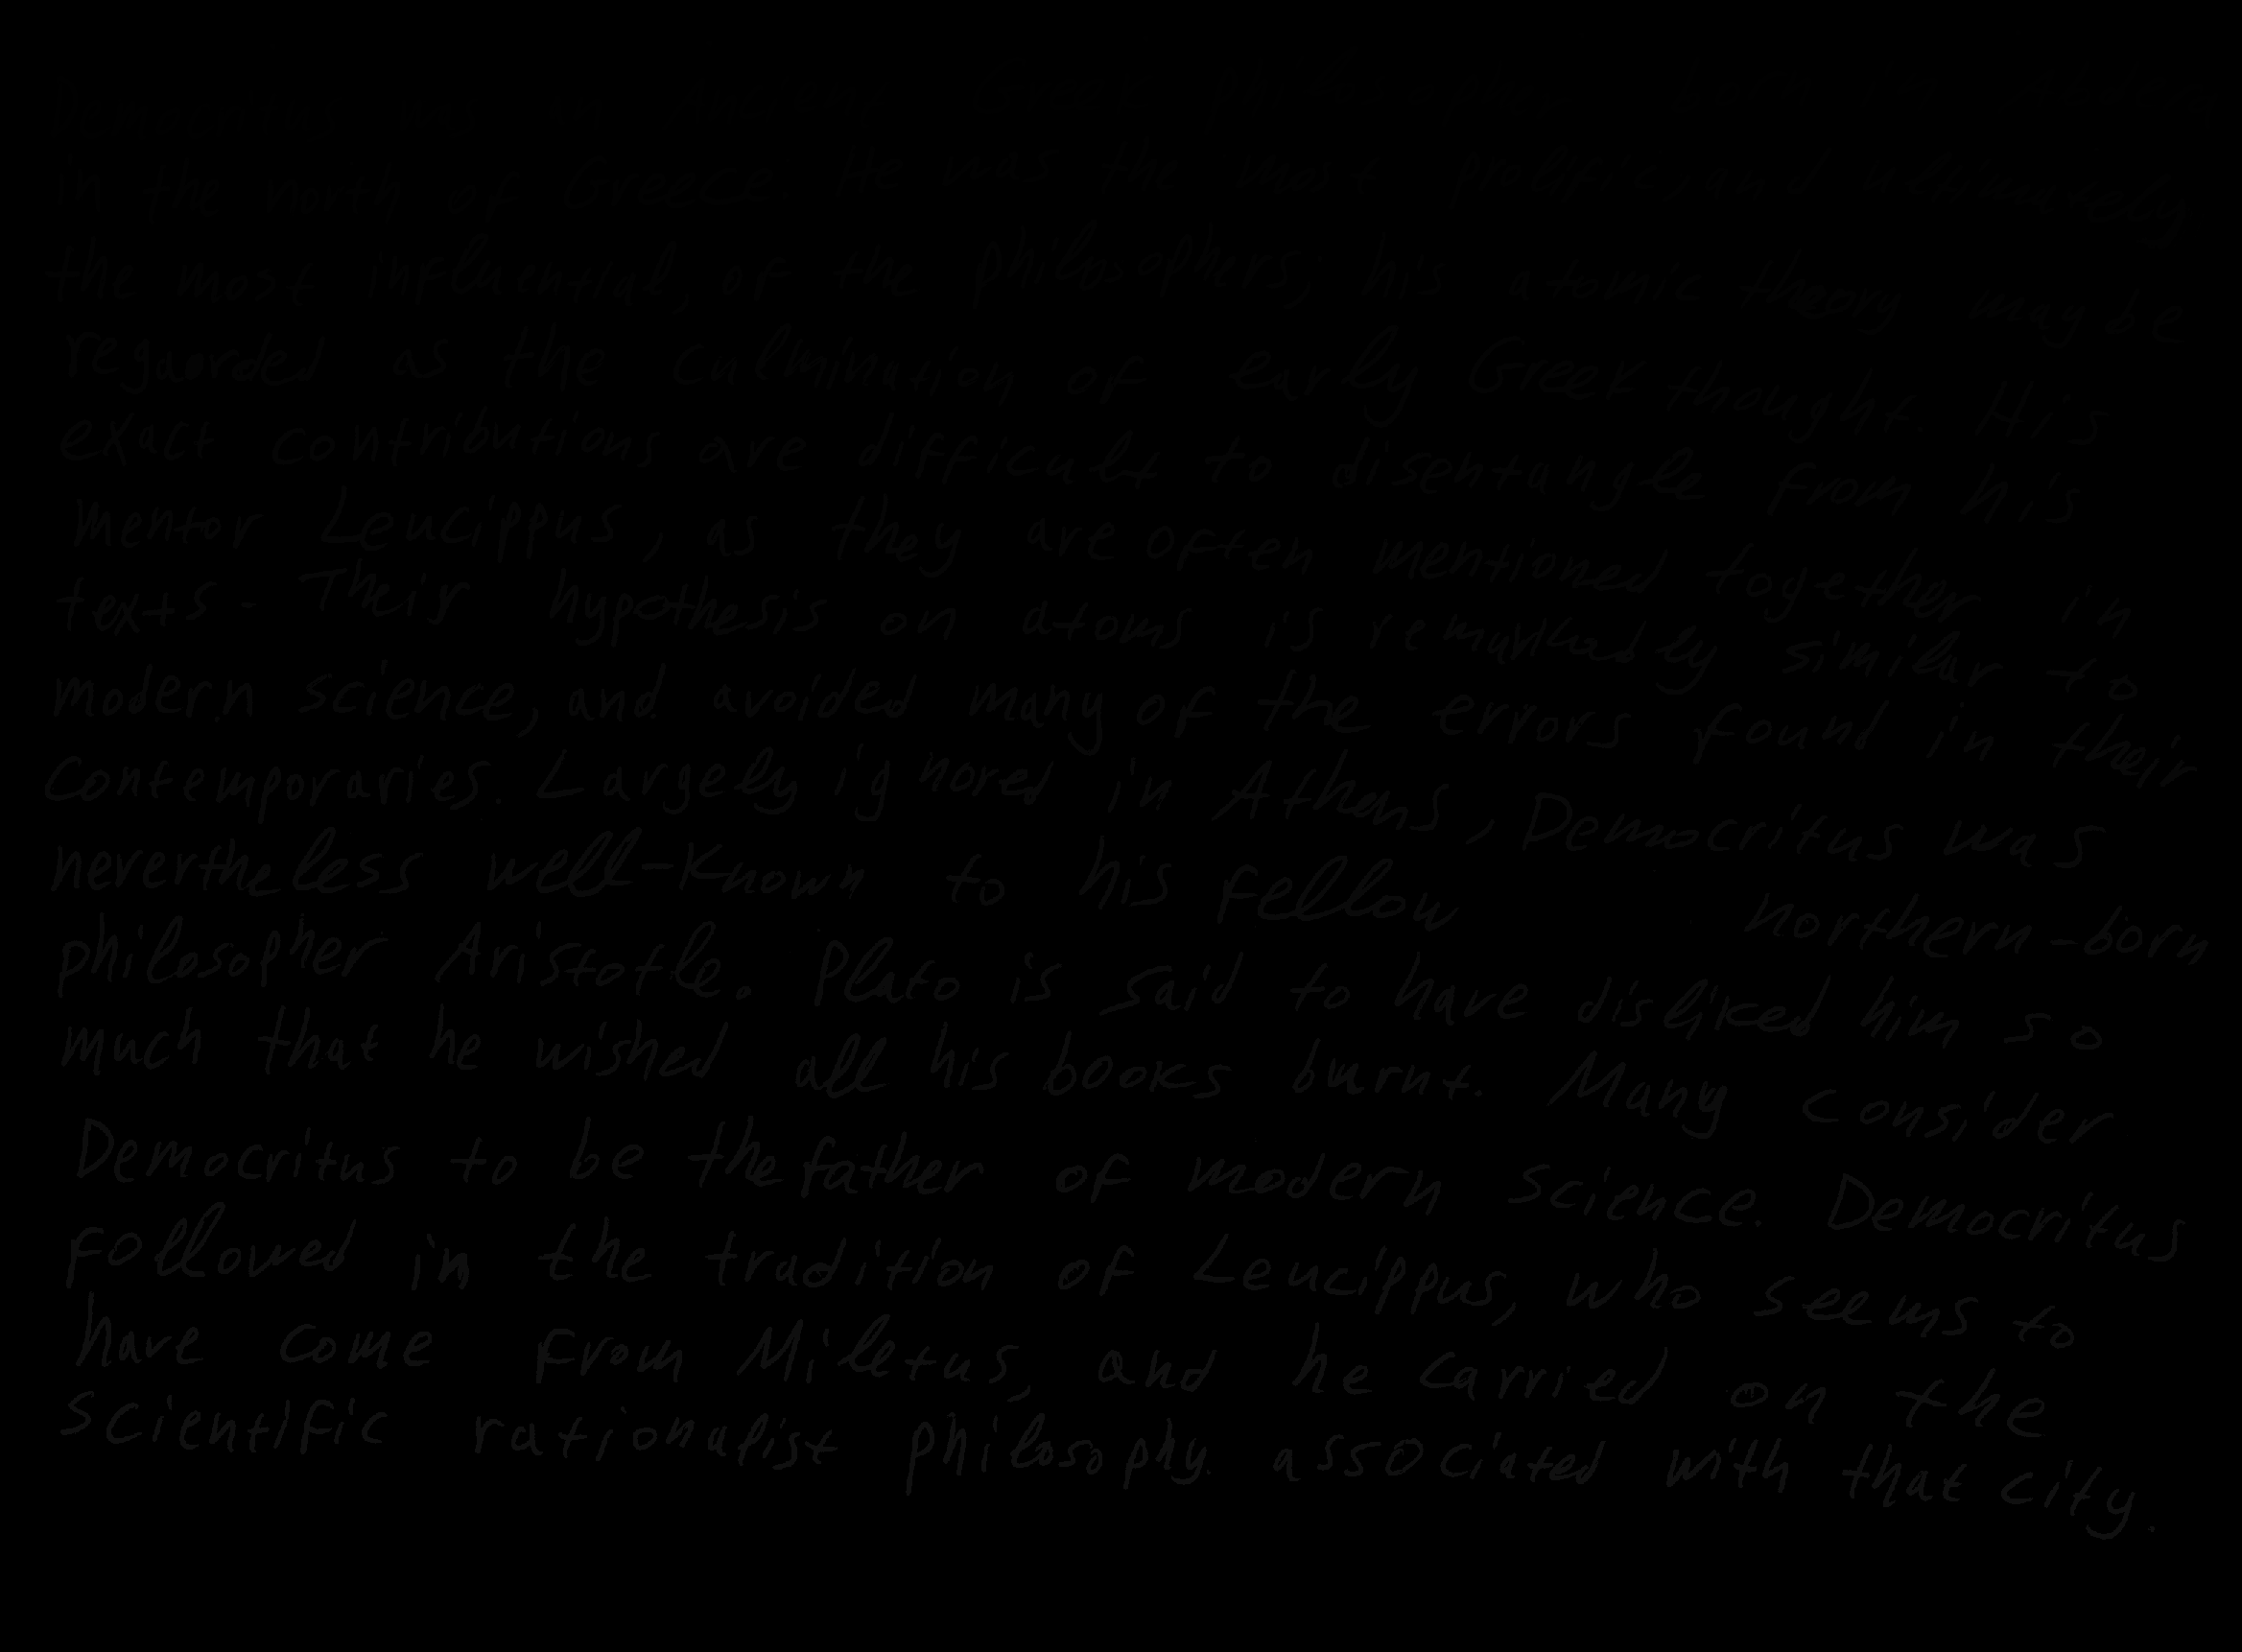 Democritus was an Ancient Greek philosopher born in Abdera
in the north of Greece. He was the most prolific, and ultimately
the most influential, of the philosophers; his atomic theory may be
regaorded as the culmination of early Greek thought. His
exact contributions are difficult to disentangle from his
mentor Leucippus, as they are often mentioned together in
texts. Their hypothesis on atoms is remarkably similar to
modern science, and avoided many of the errors found in their
contemporaries. Largely ignored in Athens, Democritus was
nevertheless well-known to his fellow northern-born
philosopher Aristotle. Plato is said to have disliked him so
much that he wished all his books burnt. Many consider
Democritus to be the father of modern science. Democritus
followed in the tradition of Leucippus, who seems to
have come from Miletus, and he carried on the
scientific rationalist philosophy associated with that city.